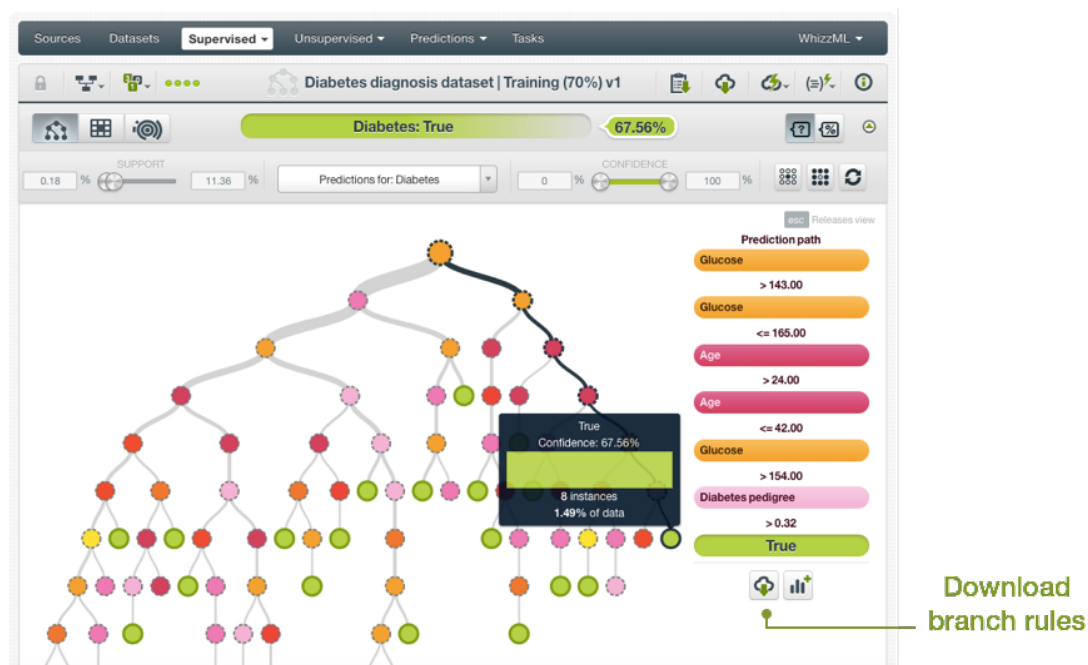 Sources Datasets Supervised Unsupervised Predictions Tasks WhizzML
Diabetes diagnosis dataset | Training (70%) v1
(=)
Diabetes: True 67.56%
? %
SUPPORT CONFIDENCE
0.18 % 11.36 % Predictions for: Diabetes 0 % 100 %
esc Releases view
Prediction path
Glucose
> 143.00
Glucose
<= 165.00
Age
> 24.00
Age
<= 42.00
Glucose
> 154.00
Diabetes pedigree
> 0.32
True
True
Confidence: 67.56%
8 instances
1.49% of data
Download
branch rules